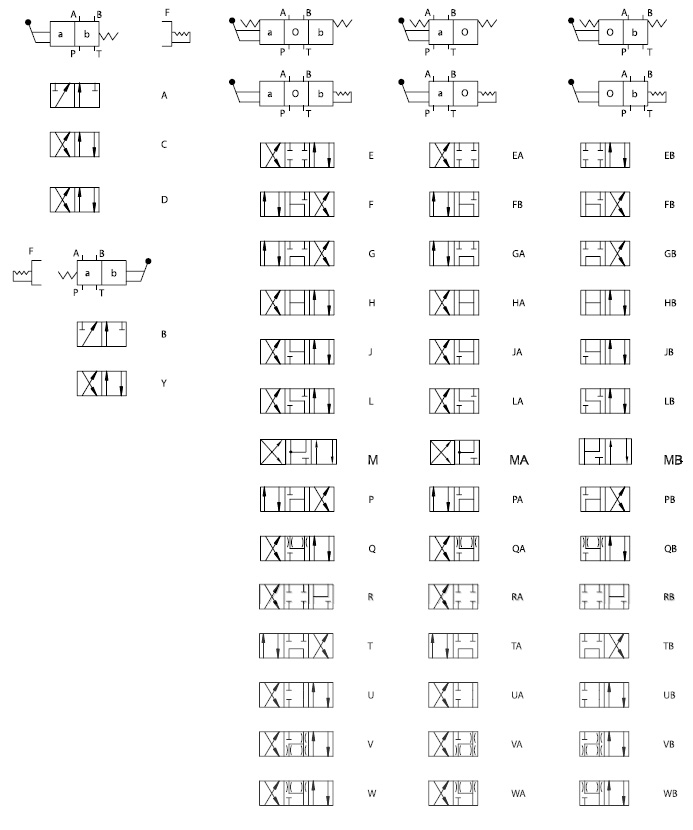 A B
a b
P T
F
A B
a O b
P T
A B
a O
P T
A B
O b
P T
A B
a O b
P T
A B
a O
P T
A B
O b
P T
A
C
D
F
A B
a b
P T
B
Y
E EA EB
F FB FB
G GA GB
H HA HB
J JA JB
L LA LB
M MA MB
P PA PB
Q QA QB
R RA RB
T TA TB
U UA UB
V VA VB
W WA WB